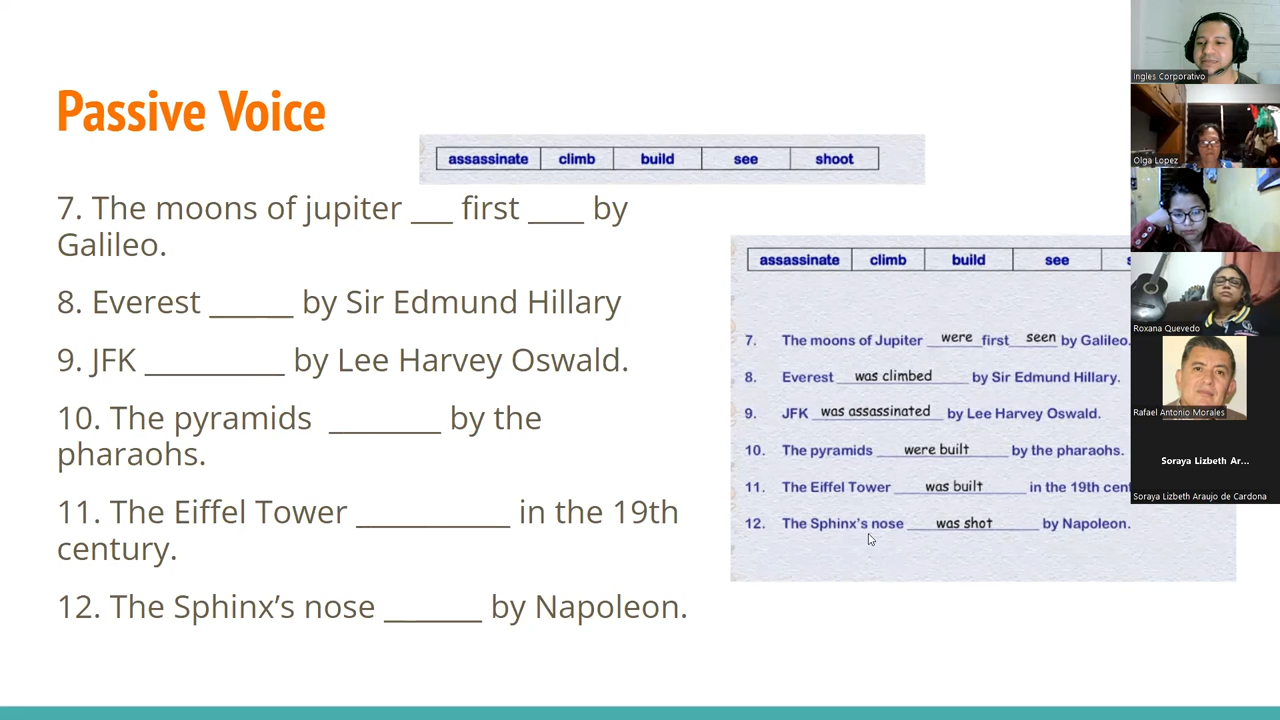 Passive Voice
assassinate climb build see shoot
7. The moons of jupiter ___ first ____ by
Galileo.
8. Everest ______ by Sir Edmund Hillary
9. JFK __________ by Lee Harvey Oswald.
10. The pyramids ________ by the
pharaohs.
11. The Eiffel Tower ___________ in the 19th
century.
12. The Sphinx’s nose _______ by Napoleon.
assassinate climb build see
7. The moons of Jupiter were first seen by Galileo.
8. Everest was climbed by Sir Edmund Hillary.
9. JFK was assassinated by Lee Harvey Oswald.
10. The pyramids were built by the pharaohs.
11. The Eiffel Tower was built in the 19th cent
12. The Sphinx's nose was shot by Napoleon.
Ingles Corporativo
Olga Lopez
Roxana Quevedo
Rafael Antonio Morales
Soraya Lizbeth Ar...
Soraya Lizbeth Araujo de Cardona